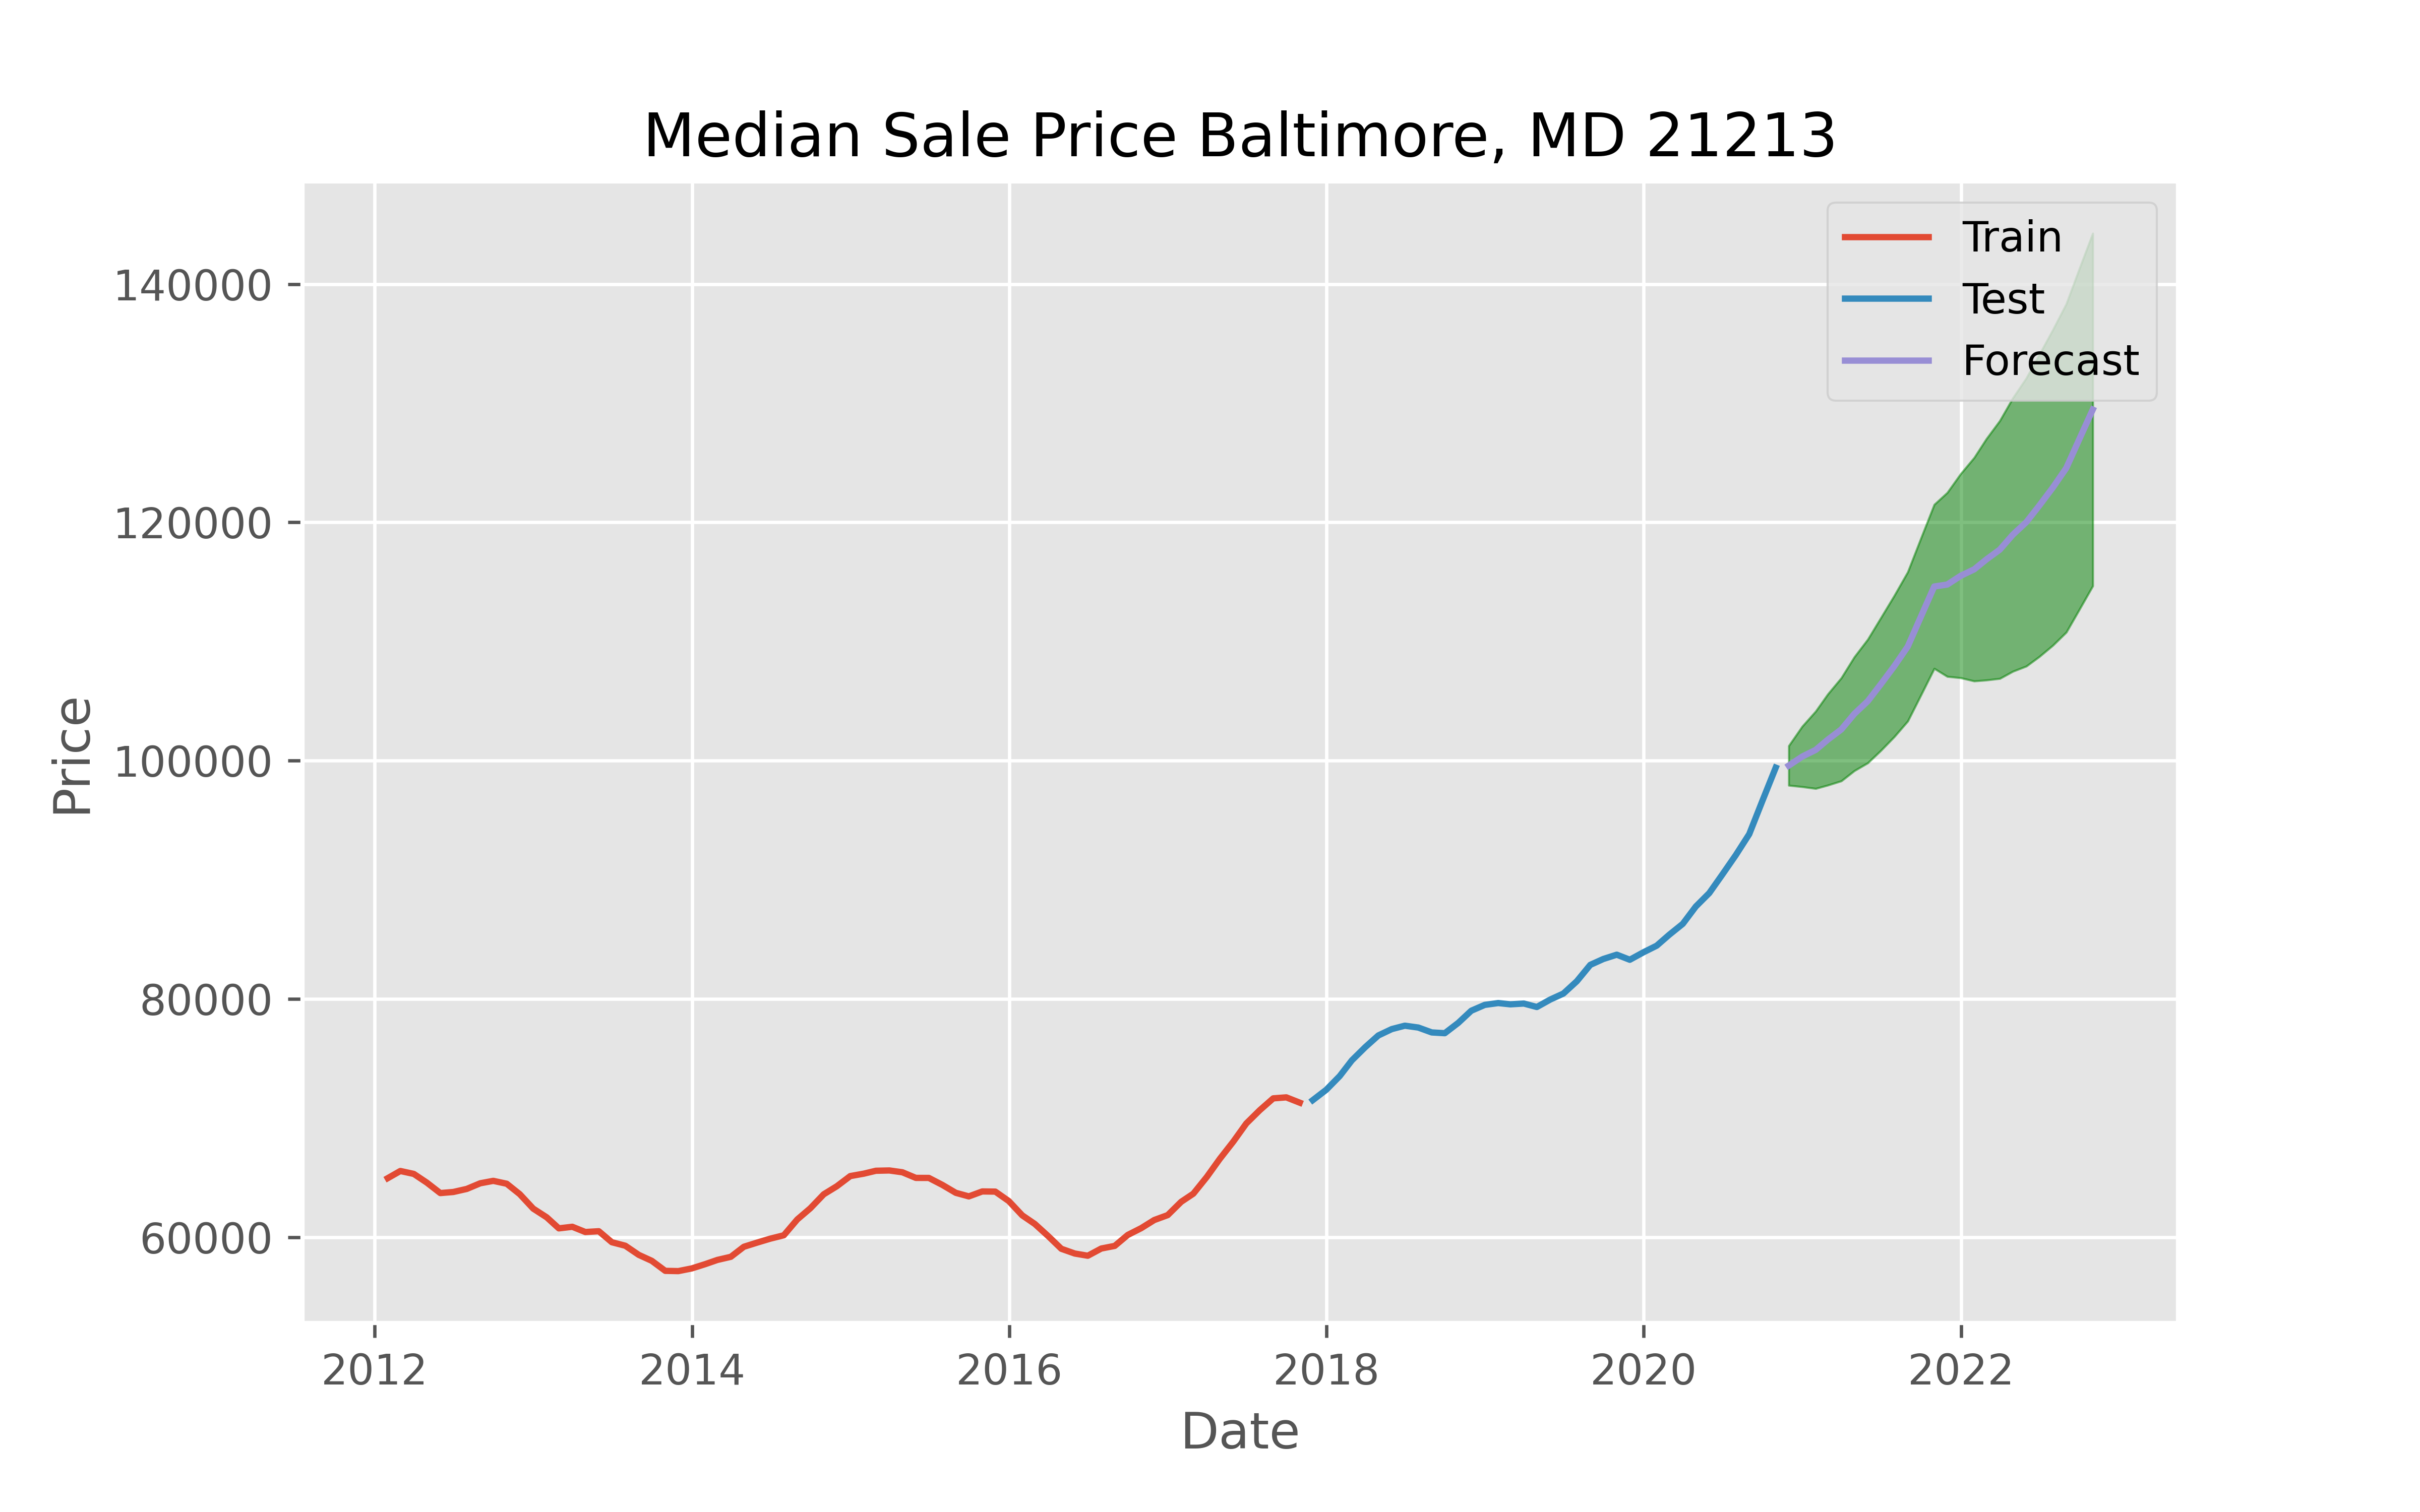 Median Sale Price Baltimore, MD 21213
Train
Test
Forecast
140000
120000
100000
80000
60000
Price
2012
2014
2016
2018
2020
2022
Date